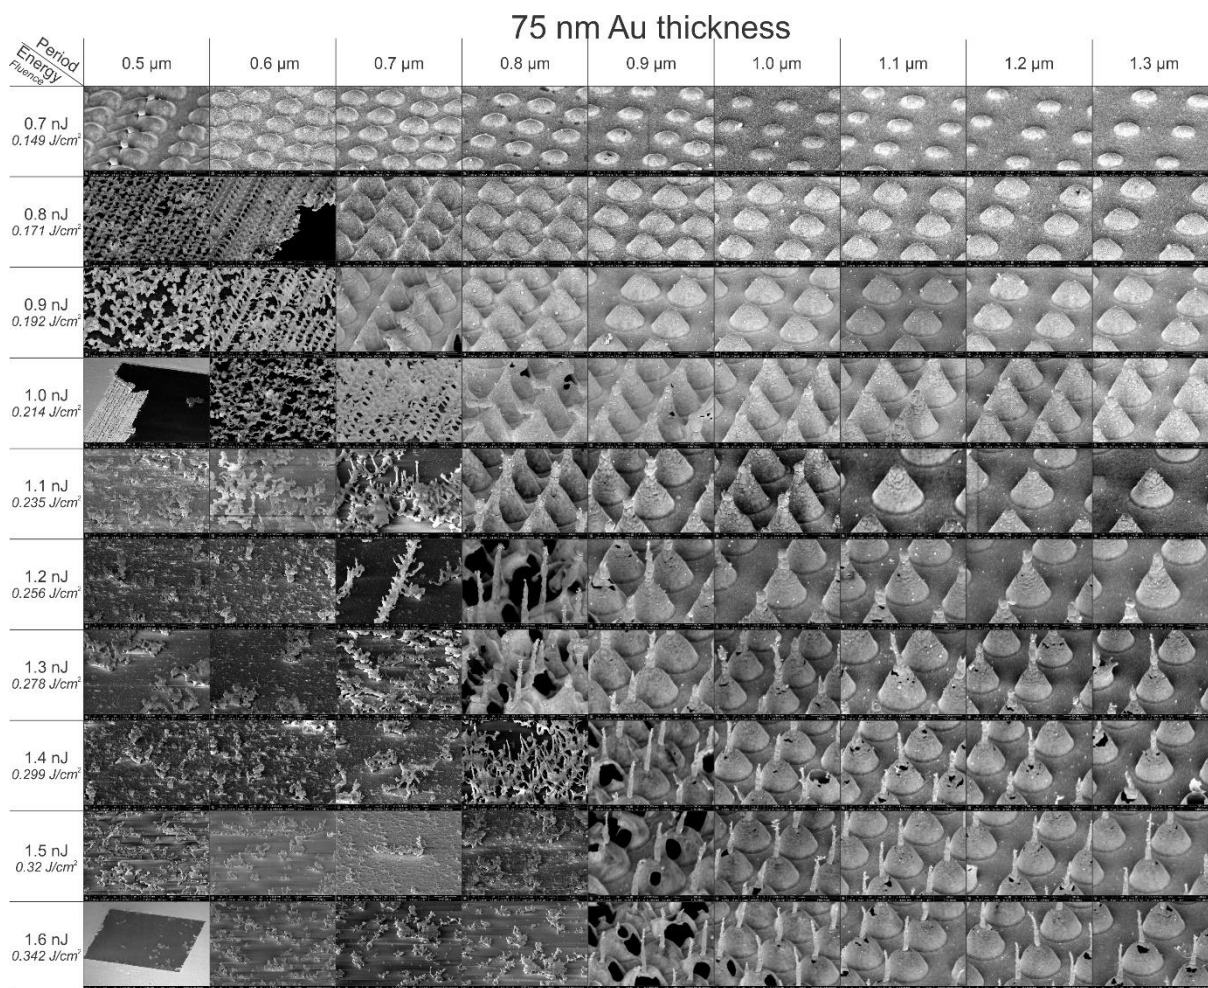 75 nm Au thickness
Period
Energy
Fluence
0.5 µm 0.6 µm 0.7 µm 0.8 µm 0.9 µm 1.0 µm 1.1 µm 1.2 µm 1.3 µm
0.7 nJ
0.149 J/cm²
0.8 nJ
0.171 J/cm²
0.9 nJ
0.192 J/cm²
1.0 nJ
0.214 J/cm²
1.1 nJ
0.235 J/cm²
1.2 nJ
0.256 J/cm²
1.3 nJ
0.278 J/cm²
1.4 nJ
0.299 J/cm²
1.5 nJ
0.32 J/cm²
1.6 nJ
0.342 J/cm²